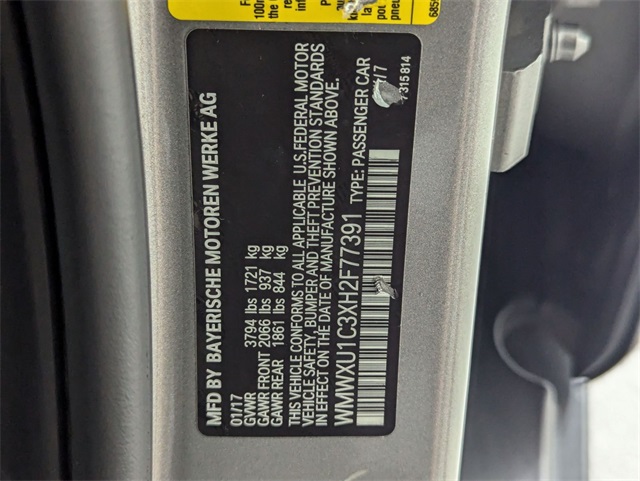 MFD BY BAYERISCHE MOTOREN WERKE AG
01/17
GVWR 3794 lbs 1721 kg
GAWR FRONT 2066 lbs 937 kg
GAWR REAR 1861 lbs 844 kg
THIS VEHICLE CONFORMS TO ALL APPLICABLE U.S. FEDERAL MOTOR
VEHICLE SAFETY, BUMPER AND THEFT PREVENTION STANDARDS
IN EFFECT ON THE DATE OF MANUFACTURE SHOWN ABOVE.
WMWXU1C3XH2F77391 TYPE: PASSENGER CAR
7315814